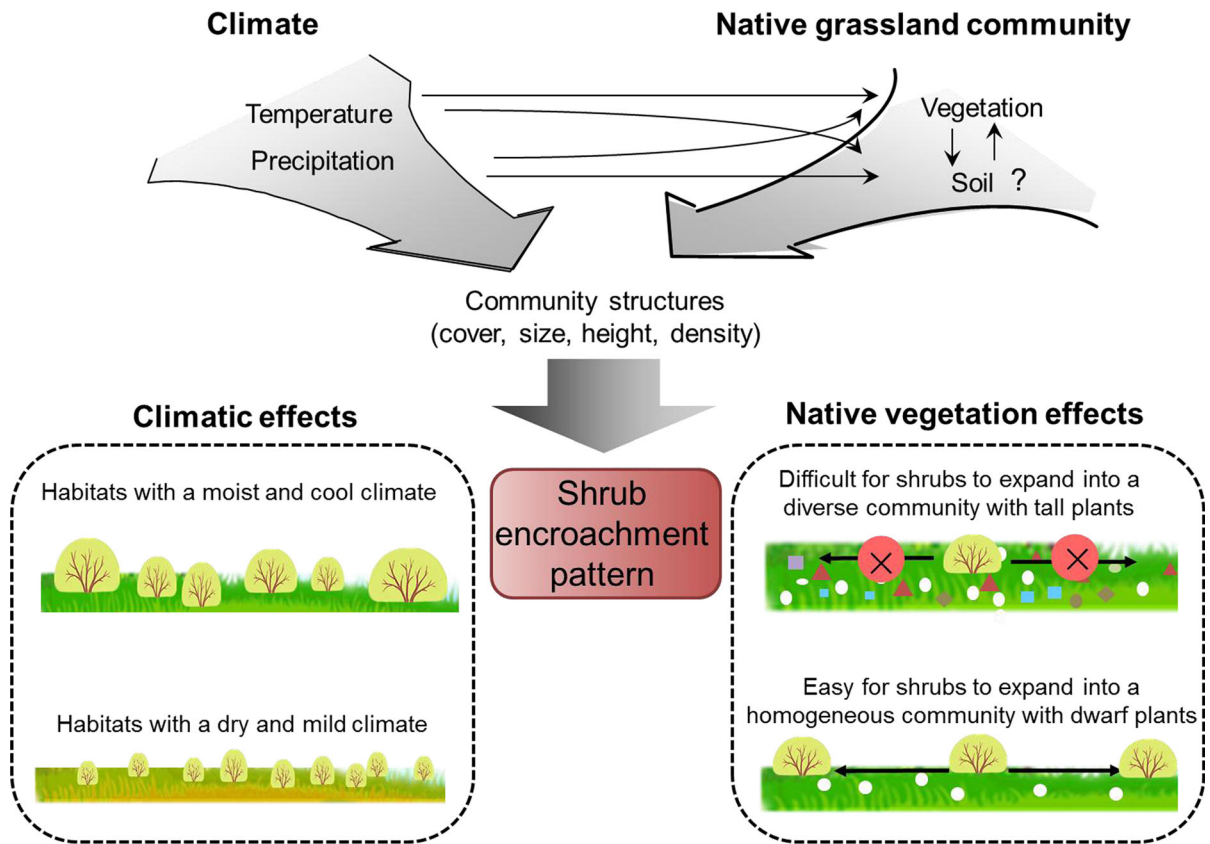 Climate
Native grassland community
Temperature
Precipitation
Vegetation
Soil ?
Community structures
(cover, size, height, density)
Climatic effects
Habitats with a moist and cool climate
Habitats with a dry and mild climate
Shrub
encroachment
pattern
Native vegetation effects
Difficult for shrubs to expand into a
diverse community with tall plants
Easy for shrubs to expand into a
homogeneous community with dwarf plants